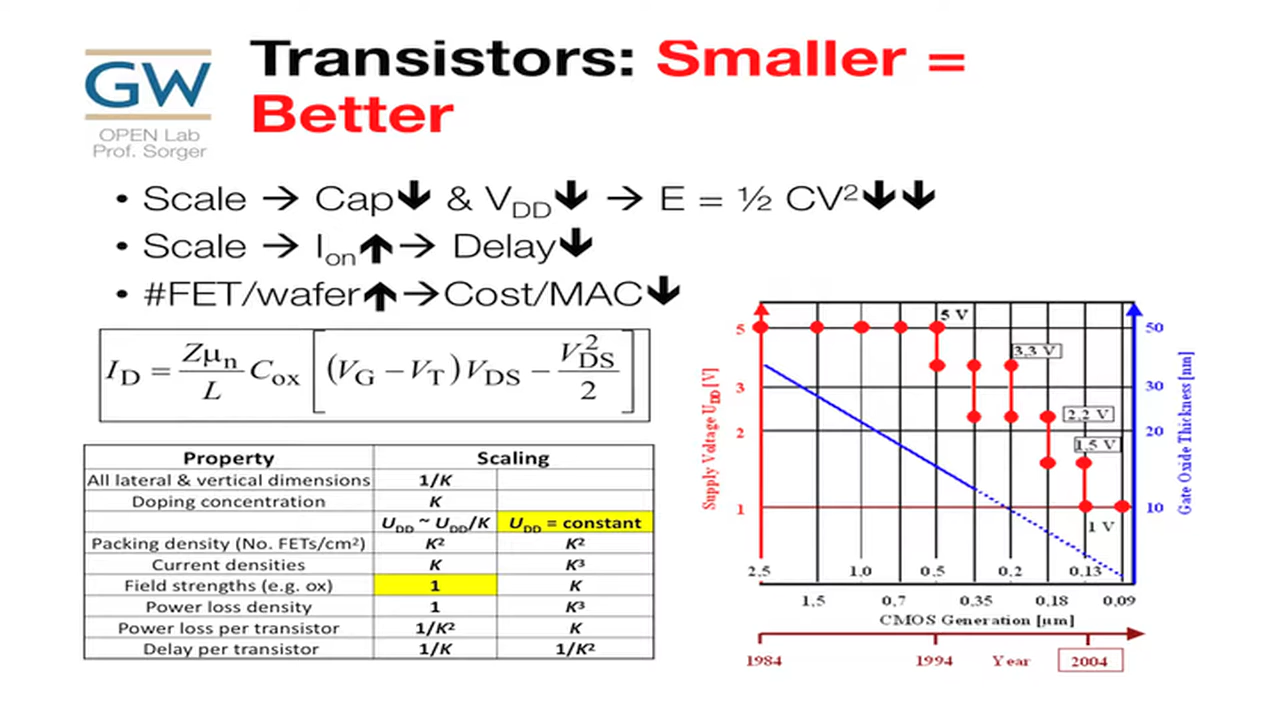 GW
OPEN Lab
Prof. Sorger
Transistors: Smaller =
Better
• Scale → Cap🡇 & V_DD🡇 → E = ½ CV²🡇🡇
• Scale → I_on🡅→ Delay🡇
• #FET/wafer🡅→Cost/MAC🡇
I_D = Zμ_n / L C_ox [ (V_G − V_T) V_DS − V²_DS / 2 ]
Property Scaling
All lateral & vertical dimensions 1/K
Doping concentration K
U_DD ~ U_DD/K U_DD = constant
Packing density (No. FETs/cm²) K² K²
Current densities K K³
Field strengths (e.g. ox) 1 K
Power loss density 1 K³
Power loss per transistor 1/K² K
Delay per transistor 1/K 1/K²
Supply Voltage U_DD [V]
5
3
2
1
5 V
3,3 V
2,2 V
1,5 V
1 V
50
30
20
10
Gate Oxide Thickness [nm]
2.5 1,0 0,5 0,2 0,13
1,5 0,7 0,35 0,18 0,09
CMOS Generation [μm]
1984 1994 Year 2004